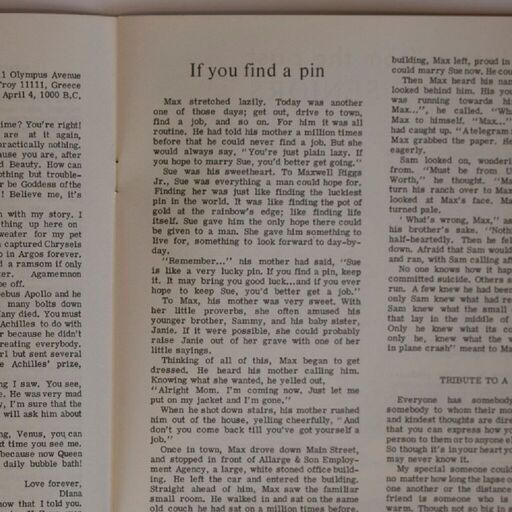 1 Olympus Avenue
Troy 11111, Greece
April 4, 1000 B,C,
time? You're right!
are at it again,
practically nothing,
cause you are, after
d Beauty. How can
othing but trouble-
r be Goddess of the
! Believe me, it's
n with my story. I
thing up here on
weater for my pet
n captured Chryseis
in Argos forever,
d a ransom if only
ter. Agamemnon
be off.
ebus Apollo and he
many bolts down
any died. You must
Achilles to do with
r because he didn't
reating everybody.
rl but sent several
e Achilles' prize,
ng I saw. You see,
e. He was very mad
y, I'm sure that the
will ask him about
ng, Venus, you can
ext time you see me.
because now Queen
daily bubble bath!
Love forever,
Diana
now that I told you.
If you find a pin
Max stretched lazily. Today was another
one of those days; get out, drive to town,
find a job, and so on. For him it was all
routine. He had told his mother a million times
before that he could never find a job. But she
would always say, "You're just plain lazy. If
you hope to marry Sue, you'd better get going."
Sue was his sweetheart. To Maxwell Riggs
Jr., Sue was everything a man could hope for.
Finding her was just like finding the luckiest
pin in the world. It was like finding the pot of
gold at the rainbow's edge; like finding life
itself. Sue gave him the only hope there could
be given to a man. She gave him something to
live for, something to look forward to day-by-
day.
"Remember..." his mother had said, "Sue
is like a very lucky pin. If you find a pin, keep
it. It may bring you good luck...and if you ever
hope to keep Sue, you'd better get a job."
To Max, his mother was very sweet. With
her little proverbs, she often amused his
younger brother, Sammy, and his baby sister,
Janie. If it were possible, she could probably
raise Janie out of her grave with one of her
little sayings.
Thinking of all of this, Max began to get
dressed. He heard his mother calling him.
Knowing what she wanted, he yelled out,
"Alright Mom. I'm coming now. Just let me
put on my jacket and I'm gone."
When he shot down stairs, his mother rushed
him out of the house, yelling cheerfully, "And
don't you come back till you've got yourself a
job."
Once in town, Max drove down Main Street,
and stopped in front of Allarge & Son Employ-
ment Agency, a large, white stoned office build-
ing. He left the car and entered the building.
Straight ahead of him, Max saw the familiar
small room. He walked in and sat on the same
old couch he had sat on a million times before.
building, Max left, proud in
could marry Sue now. He cou
Then Max heard his nam
looked behind him. His you
was running towards hi
Max...", he called. "Wh
Max to himself. "Max..."
had caught up. "A telegram
Max grabbed the paper. He
eagerly.
Sam looked on, wonderi
from. "Must be from U
Worth," he thought. "Ma
turn his ranch over to Max
looked at Max's face. Ma
turned pale.
'What's wrong, Max," as
his brother's sake. "Noth
half-heartedly. Then he fel
down. Afraid that Sam would
and ran, with Sam calling af
No one knows how it hap
committed suicide. Others s
run. A few knew he had been
only Sam knew what had re
Sam knew what the small
that lay in the middle of
Only he knew what its co
only he, knew what the w
in plane crash" meant to Ma
TRIBUTE TO A
Everyone has somebody
somebody to whom their mo
and kindest thoughts are dire
that you can express how yo
person to them or to anyone el
So though it's in your heart yo
may never know it.
My special someone could
no matter how long the lapse o
one another or the distance
friend is someone who is
warm. Though not so big in s